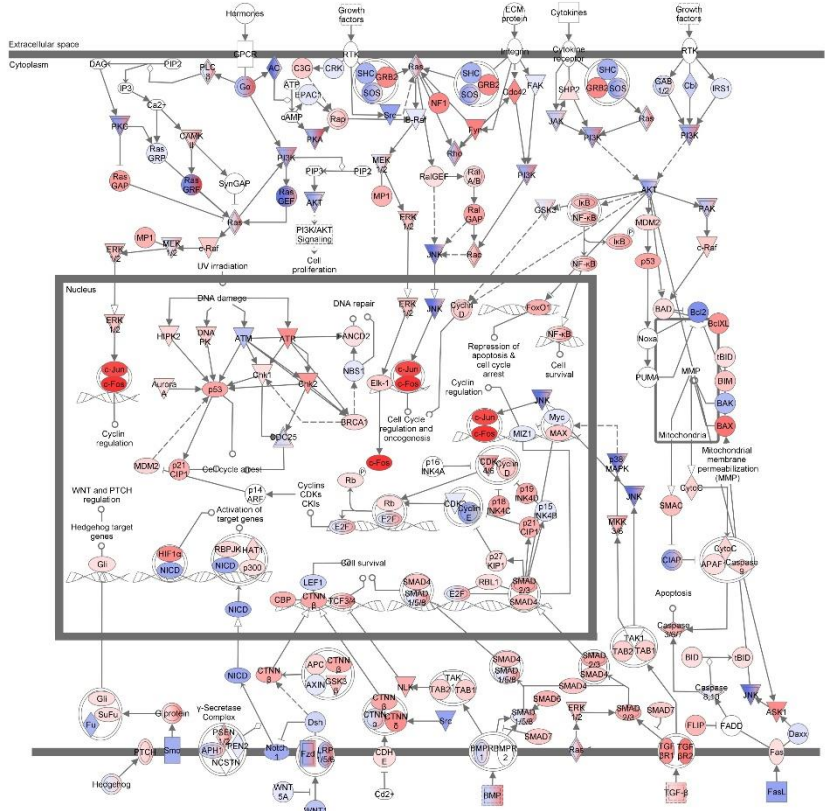 Hormones
Growth factors
ECM protein
Cytokines
Growth factors
Extracellular space
Cytoplasm
GPCR
RTK
Integrin
Cytokine receptor
RTK
DAG
PIP2
PLC β
AC
C3G
CRK
SHC
GRB2
SOS
Ras
SHC
GRB2
SOS
SHC
GRB2
SOS
IP3
Gα
ATP
EPAC1
cAMP
Rap
Src
B-Raf
NF1
Cdc42
FAK
SHP2
GAB 1/2
Cbl
IRS1
Ca2+
PKC
CAMK II
PKA
Fyn
Rho
JAK
PI3K
Ras
PI3K
Ras GRP
PI3K
PIP3
PIP2
MEK 1/2
RalGEF
Ral A/B
PI3K
Ras GAP
Ras GRF
SynGAP
Ras GEF
AKT
MP1
AKT
Ras
PI3K/AKT Signaling
Cell proliferation
ERK 1/2
Ral GAP
GSK3
IκB
NF-κB
PAK
MP1
MEK 1/2
c-Raf
JNK
Rac
IκB
P
MDM2
c-Raf
ERK 1/2
UV irradiation
NF-κB
p53
BAD
Bcl2
Nucleus
DNA damage
DNA repair
ERK 1/2
JNK
Cyclin D
FoxO1
NF-κB
BclXL
Noxa
ERK 1/2
HIPK2
DNA PK
ATM
ATR
FANCD2
Repression of apoptosis & cell cycle arrest
Cell survival
tBID
PUMA
MMP
BIM
c-Jun
c-Fos
Aurora A
p53
Chk1
Chk2
NBS1
Elk-1
c-Jun
c-Fos
Cyclin regulation
JNK
BAK
BAX
Cyclin regulation
BRCA1
CDC25
Cell Cycle regulation and oncogenesis
c-Jun
c-Fos
Myc
MIZ1
MAX
Mitochondria
Mitochondrial membrane permeabilization (MMP)
MDM2
p21 CIP1
Cell cycle arrest
c-Fos
p38 MAPK
JNK
WNT and PTCH regulation
p14 ARF
Cyclins CDKs CKIs
Rb
P
p16 INK4A
CDK 4/6
Cyclin D
p18 INK4C
p19 INK4D
p15 INK4B
p21 CIP1
MKK 3/6
SMAC
CytoC
Hedgehog target genes
Activation of target genes
E2F
Rb
E2F
CDK
Cyclin E
p27 KIP1
CIAP
CytoC
APAF
Caspase 9
Gli
HIF1α
NICD
RBPJK
HAT1
NICD
p300
Cell survival
LEF1
CBP
CTNN β
TCF3/4
SMAD4
SMAD 1/5/8
E2F
RBL1
SMAD 2/3
SMAD4
Apoptosis
NICD
TAK1
TAB2
TAB1
Caspase 3/6/7
NICD
CTNN β
APC
CTNN β
AXIN
GSK3 β
NLK
TAK
TAB2
TAB1
SMAD4
SMAD 1/5/8
SMAD 2/3
SMAD4
BID
tBID
Gli
SuFu
Fu
G protein
γ-Secretase Complex
PSEN 1/2
APH1
PEN2
NCSTN
Dsh
CTNN β
CTNN α
CTNN δ
Src
SMAD4
SMAD 1/5/8
SMAD6
SMAD7
SMAD4
ERK 1/2
SMAD 2/3
SMAD7
Caspase 8,10
FLIP
FADD
JNK
ASK1
Daxx
PTCH
Smo
Notch 1
Fzd
LRP 1/5/6
CDH E
BMPR 1
BMPR 2
Ras
TGF βR1
TGF βR2
Fas
Hedgehog
WNT 5A
WNT1
Cd2+
BMP
TGF-β
FasL